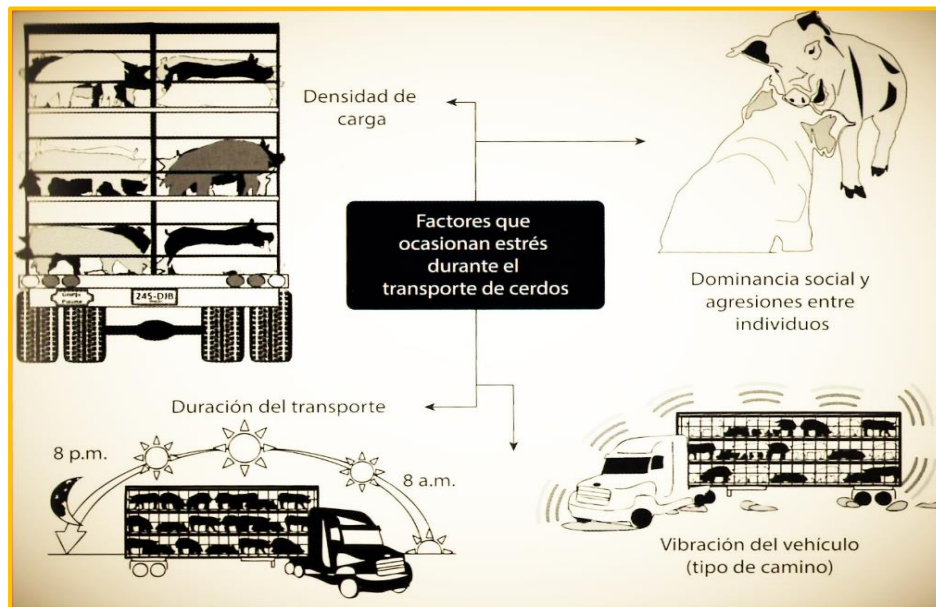 Densidad de
carga
Factores que
ocasionan estrés
durante el
transporte de cerdos
Dominancia social y
agresiones entre
individuos
245-DJB
Duración del transporte
8 p.m.
8 a.m.
Vibración del vehículo
(tipo de camino)